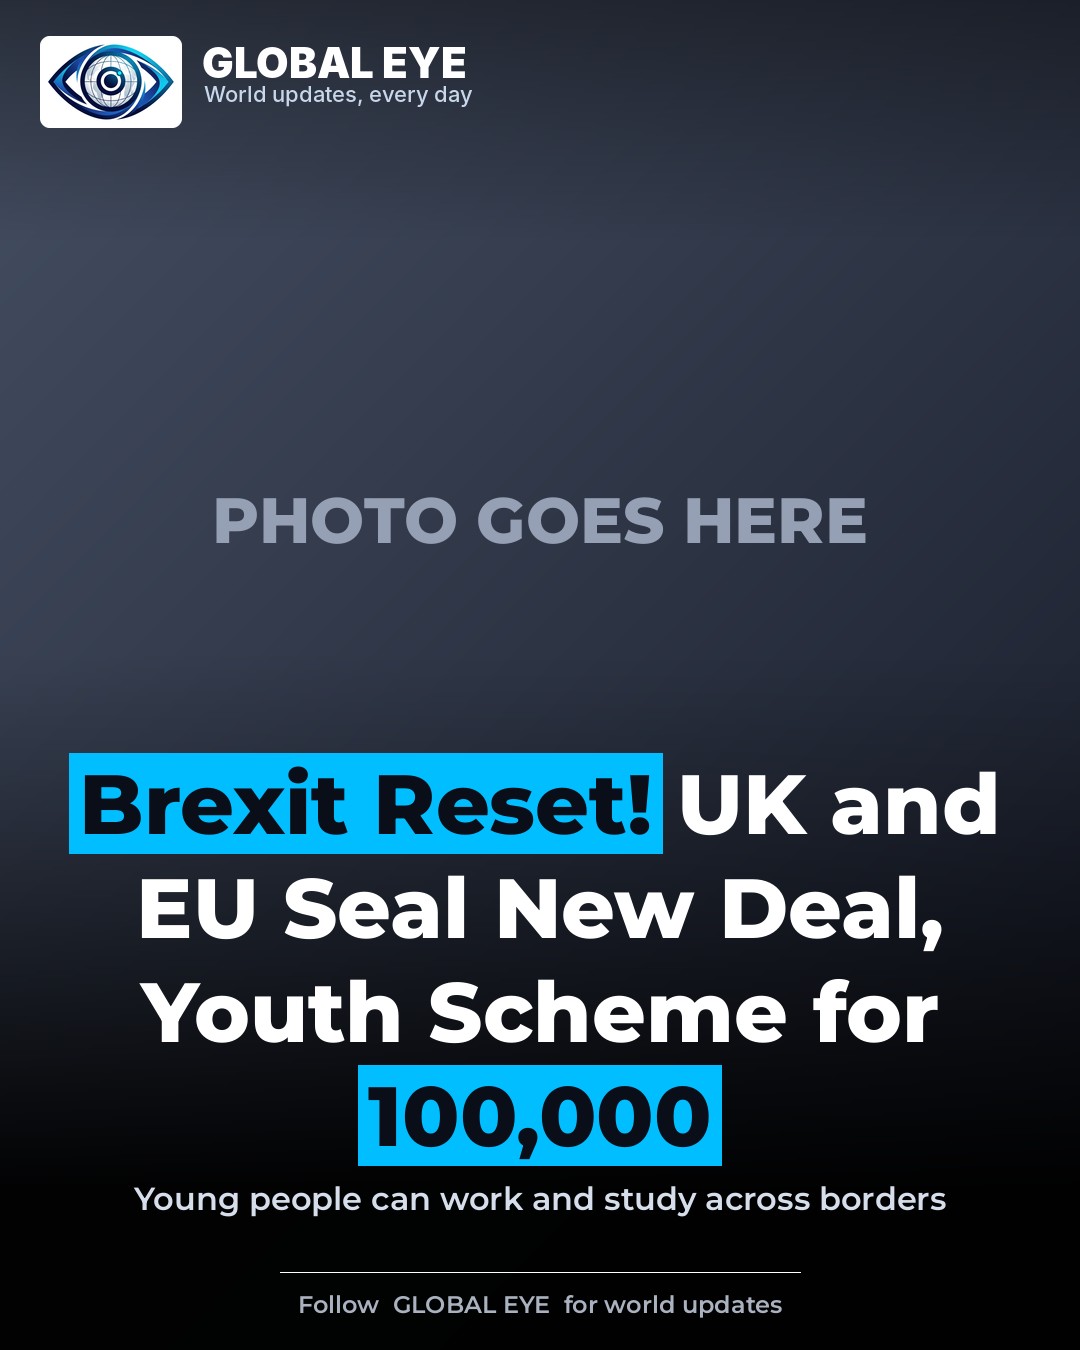 GLOBAL EYE
World updates, every day
PHOTO GOES HERE
Brexit Reset! UK and
EU Seal New Deal,
Youth Scheme for
100,000
Young people can work and study across borders
Follow GLOBAL EYE for world updates